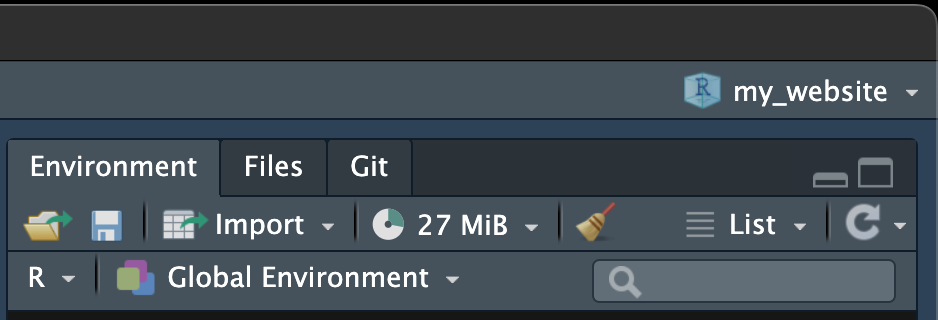 R my_website
Environment Files Git
Import 27 MiB List
R Global Environment